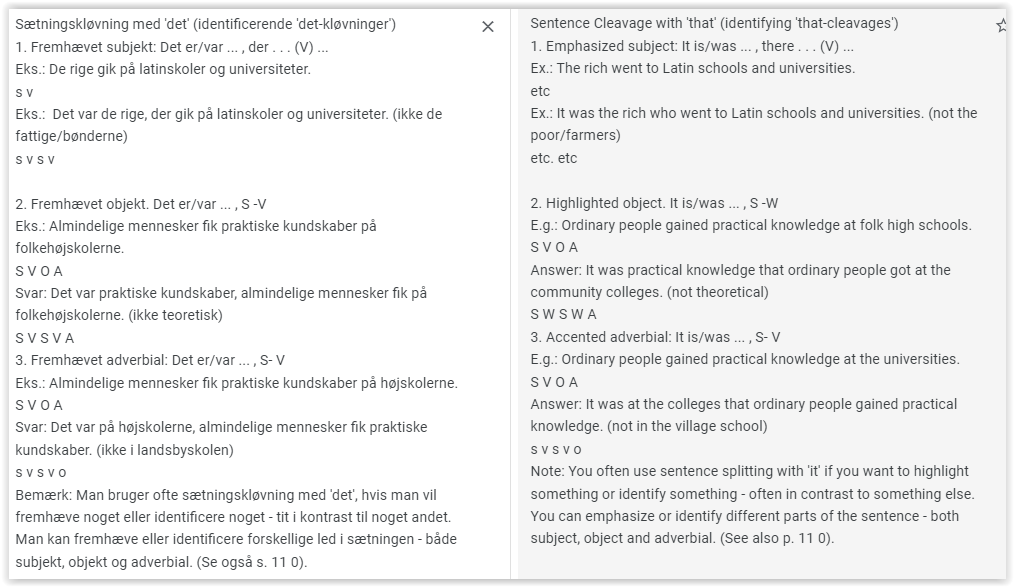 Sætningskløvning med 'det' (identificerende 'det-kløvninger')
1. Fremhævet subjekt: Det er/var ... , der . . . (V) ...
Eks.: De rige gik på latinskoler og universiteter.
s v
Eks.:  Det var de rige, der gik på latinskoler og universiteter. (ikke de
fattige/bønderne)
s v s v
2. Fremhævet objekt. Det er/var ... , S -V
Eks.: Almindelige mennesker fik praktiske kundskaber på
folkehøjskolerne.
S V O A
Svar: Det var praktiske kundskaber, almindelige mennesker fik på
folkehøjskolerne. (ikke teoretisk)
S V S V A
3. Fremhævet adverbial: Det er/var ... , S- V
Eks.: Almindelige mennesker fik praktiske kundskaber på højskolerne.
S V O A
Svar: Det var på højskolerne, almindelige mennesker fik praktiske
kundskaber. (ikke i landsbyskolen)
s v s v o
Bemærk: Man bruger ofte sætningskløvning med 'det', hvis man vil
fremhæve noget eller identificere noget - tit i kontrast til noget andet.
Man kan fremhæve eller identificere forskellige led i sætningen - både
subjekt, objekt og adverbial. (Se også s. 11 0).
Sentence Cleavage with 'that' (identifying 'that-cleavages')
1. Emphasized subject: It is/was ... , there . . . (V) ...
Ex.: The rich went to Latin schools and universities.
etc
Ex.: It was the rich who went to Latin schools and universities. (not the
poor/farmers)
etc. etc
2. Highlighted object. It is/was ... , S -W
E.g.: Ordinary people gained practical knowledge at folk high schools.
S V O A
Answer: It was practical knowledge that ordinary people got at the
community colleges. (not theoretical)
S W S W A
3. Accented adverbial: It is/was ... , S- V
E.g.: Ordinary people gained practical knowledge at the universities.
S V O A
Answer: It was at the colleges that ordinary people gained practical
knowledge. (not in the village school)
s v s v o
Note: You often use sentence splitting with 'it' if you want to highlight
something or identify something - often in contrast to something else.
You can emphasize or identify different parts of the sentence - both
subject, object and adverbial. (See also p. 11 0).